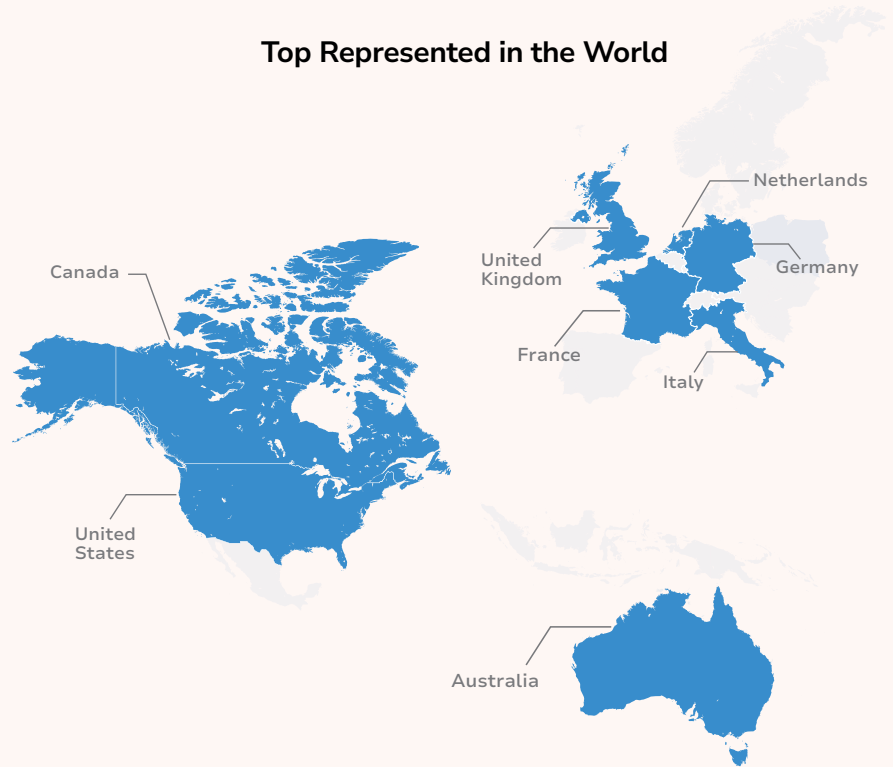 Top Represented in the World
Netherlands
United
Kingdom
Germany
Canada
France
Italy
United
States
Australia